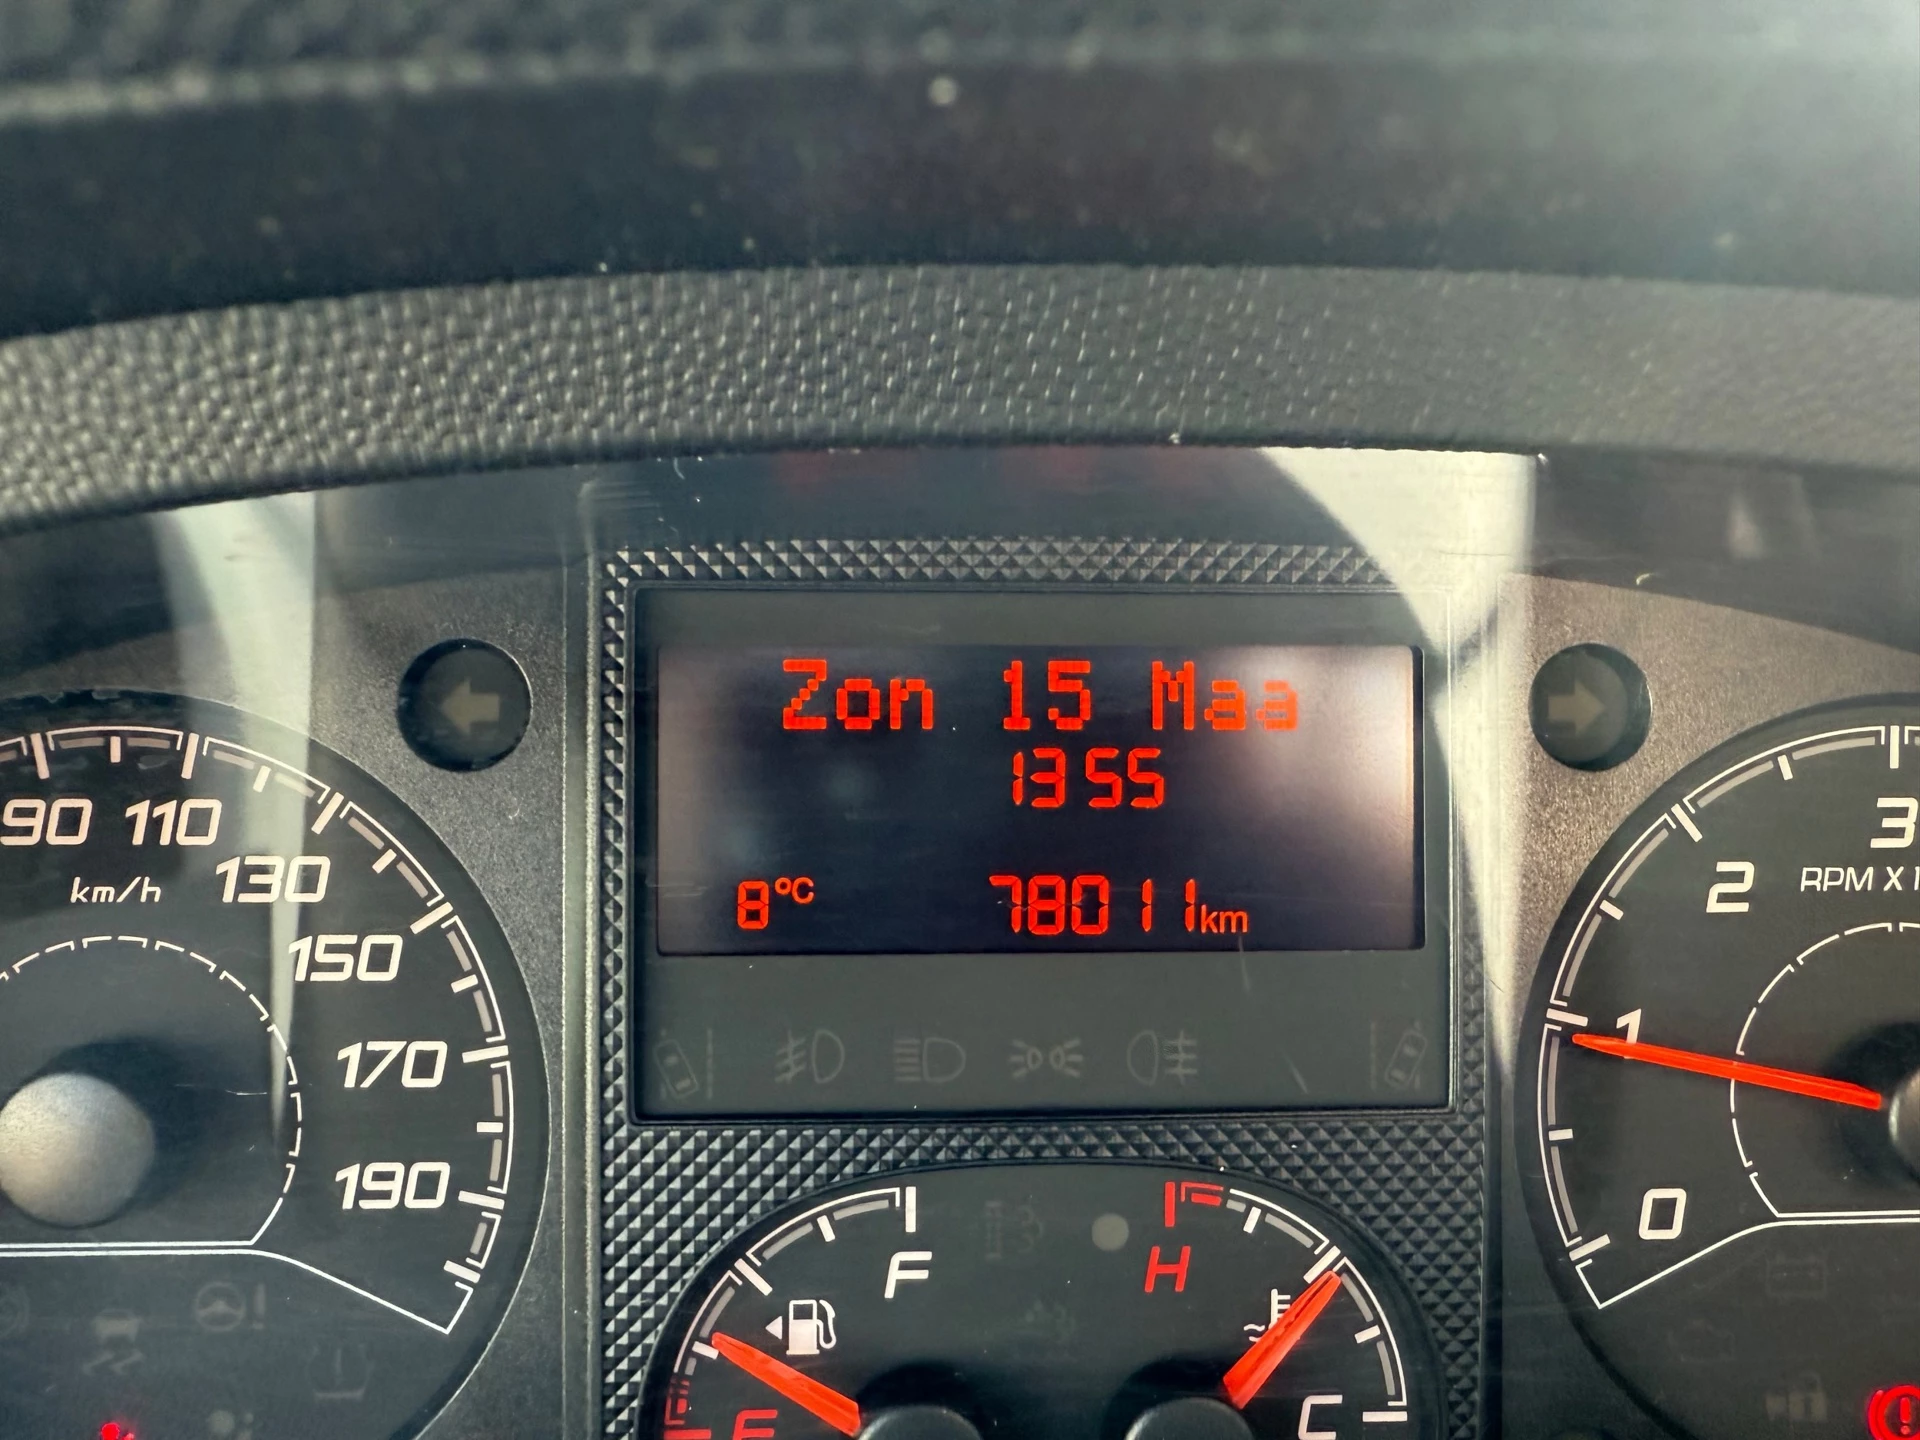 Zon 15 Maa
13 55
8°C 78011km
90 110
km/h
130
150
170
190
3
2
RPM X 1
1
0
F
H
E
C